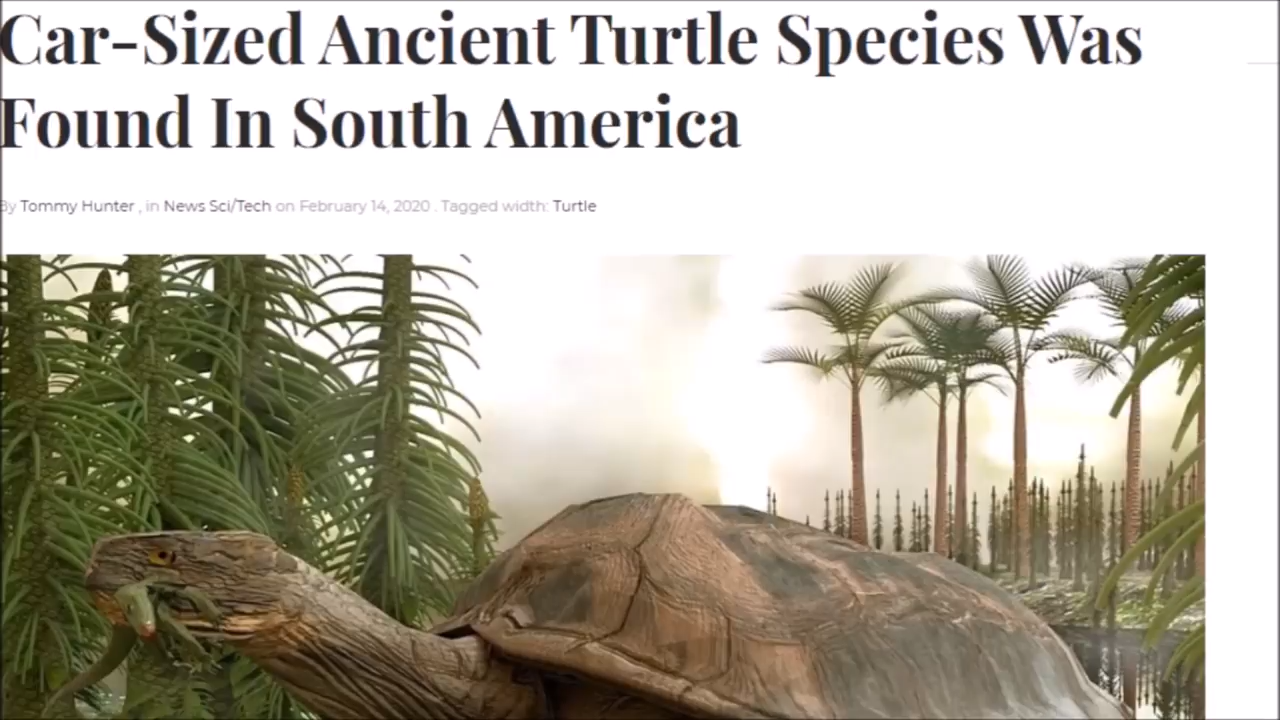 Car-Sized Ancient Turtle Species Was
Found In South America
By Tommy Hunter , in News Sci/Tech on February 14, 2020 . Tagged width: Turtle